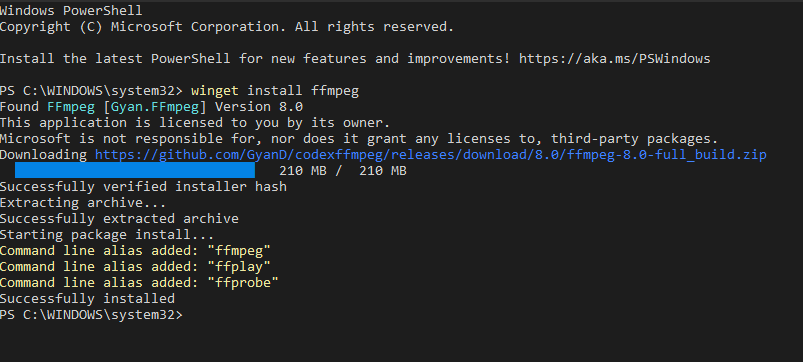 Windows PowerShell
Copyright (C) Microsoft Corporation. All rights reserved.
Install the latest PowerShell for new features and improvements! https://aka.ms/PSWindows
PS C:\WINDOWS\system32> winget install ffmpeg
Found FFmpeg [Gyan.FFmpeg] Version 8.0
This application is licensed to you by its owner.
Microsoft is not responsible for, nor does it grant any licenses to, third-party packages.
Downloading https://github.com/GyanD/codexffmpeg/releases/download/8.0/ffmpeg-8.0-full_build.zip
210 MB / 210 MB
Successfully verified installer hash
Extracting archive...
Successfully extracted archive
Starting package install...
Command line alias added: "ffmpeg"
Command line alias added: "ffplay"
Command line alias added: "ffprobe"
Successfully installed
PS C:\WINDOWS\system32>